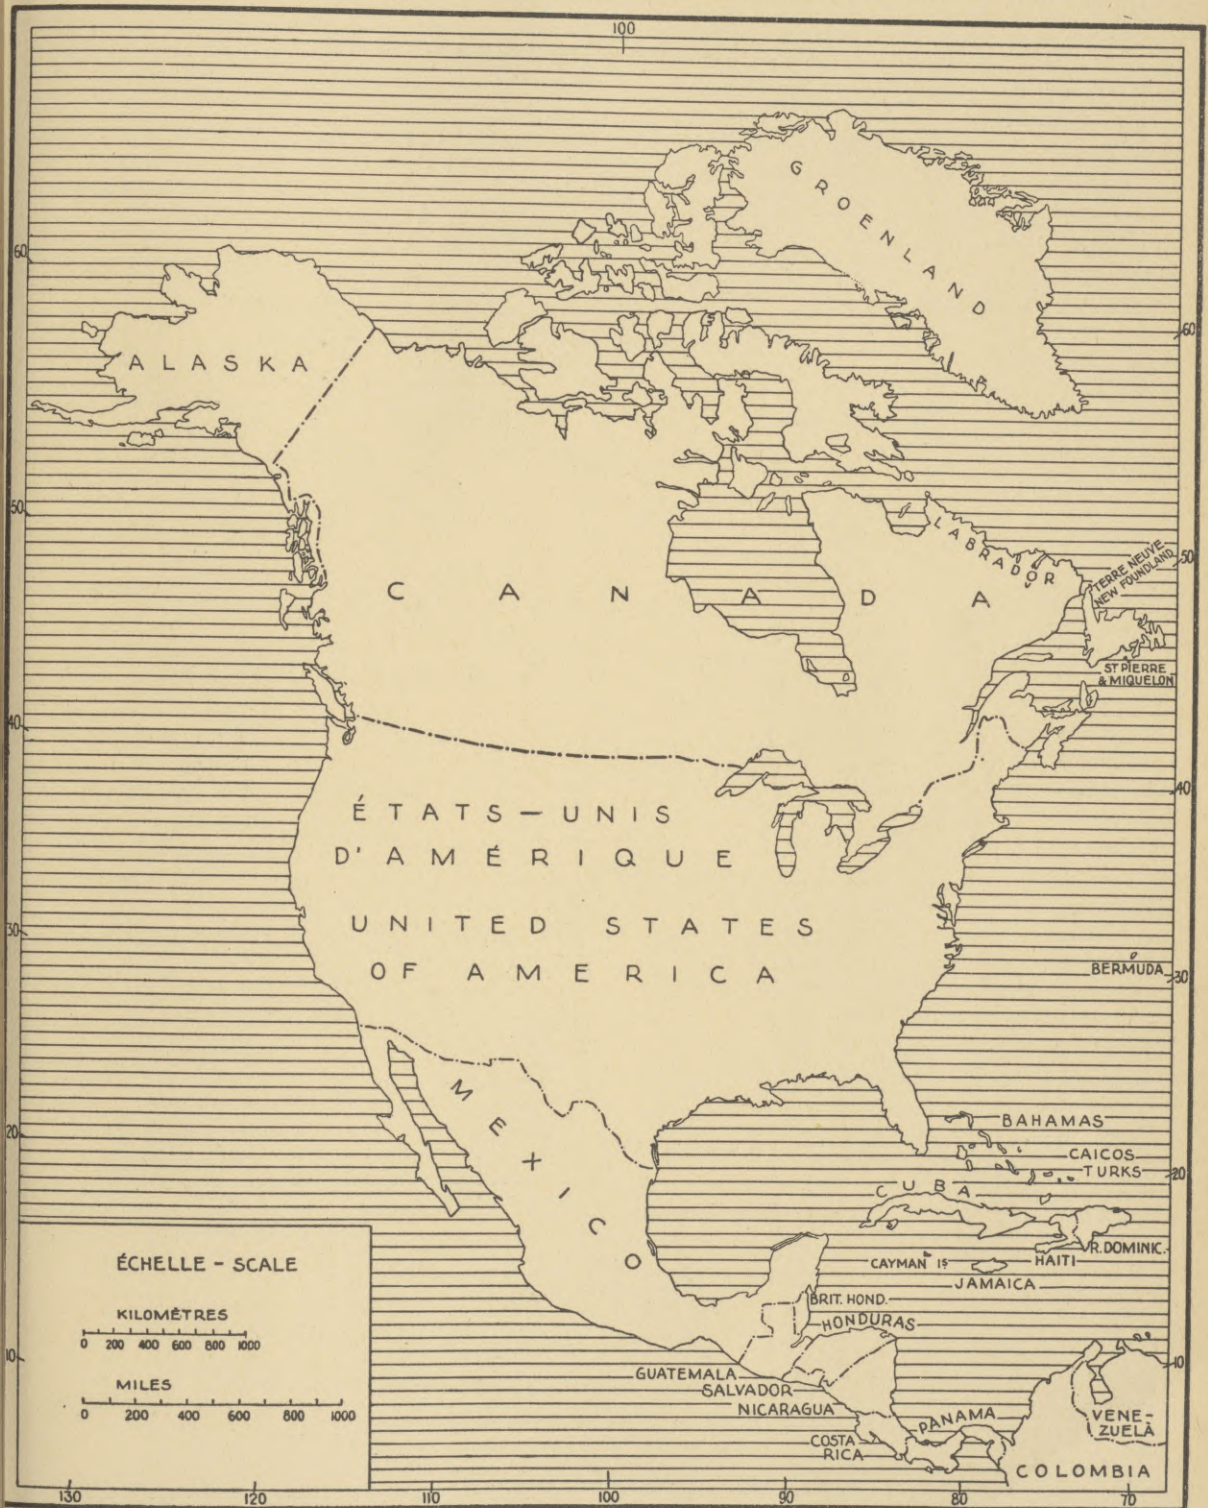 100
GROENLAND
60
60
ALASKA
50
LABRADOR
50
TERRE NEUVE
NEW FOUNDLAND
CANADA
ST PIERRE
& MIQUELON
40
40
ÉTATS-UNIS
D'AMÉRIQUE
UNITED STATES
OF AMERICA
30
BERMUDA
30
MEXICO
BAHAMAS
20
CAICOS
TURKS
20
CUBA
R. DOMINIC.
HAITI
CAYMAN Is
JAMAICA
ÉCHELLE - SCALE
BRIT. HOND.
HONDURAS
KILOMÈTRES
0 200 400 600 800 1000
10
10
GUATEMALA
SALVADOR
MILES
0 200 400 600 800 1000
NICARAGUA
PANAMA
VENE-
ZUELÀ
COSTA
RICA
COLOMBIA
130 120 110 100 90 80 70